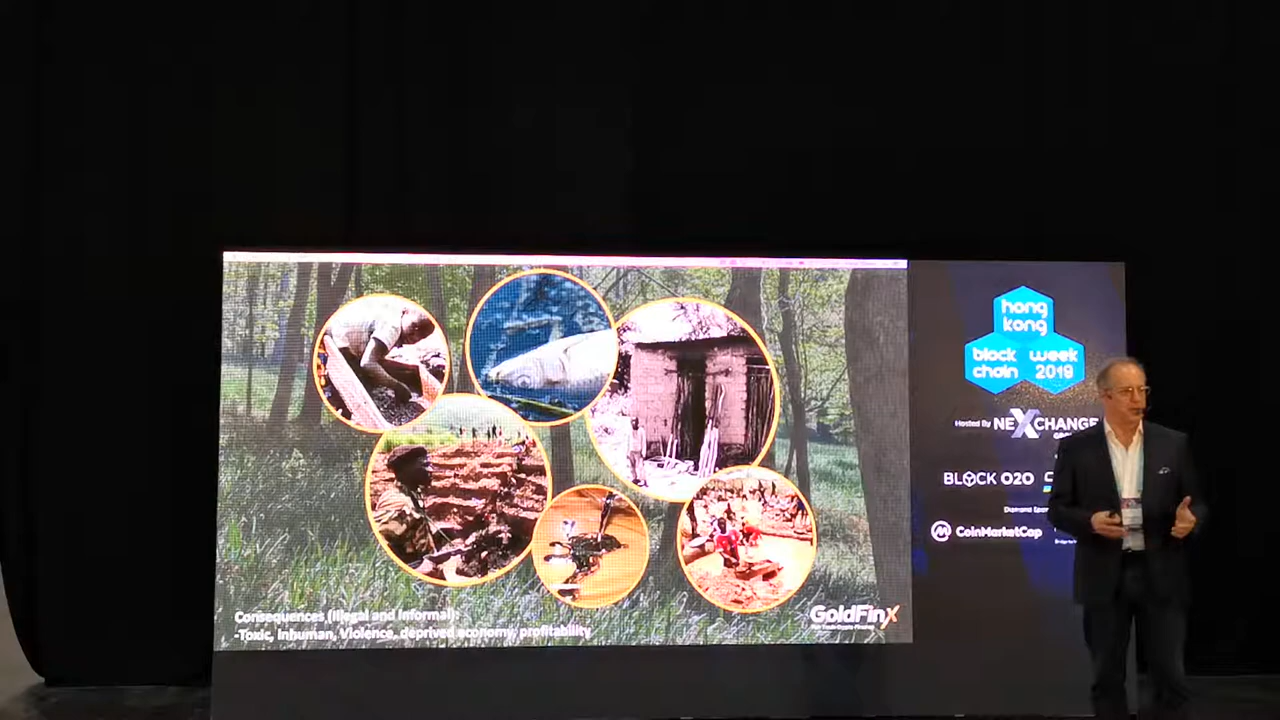 Consequences (Illegal and Informal):
-Toxic, Inhuman, Violence, deprived economy, profitability
GoldFinX
hong
kong
block week
chain 2019
Hosted By NEXCHANGE
BLOCK O2O
CoinMarketCap